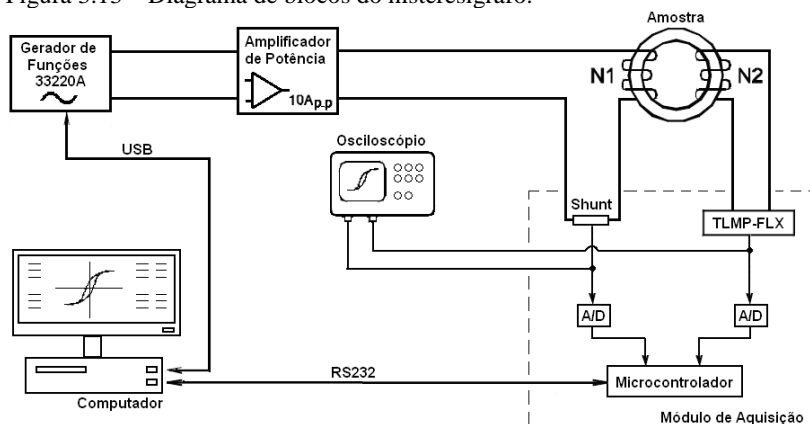 Figura 3.13 – Diagrama de blocos do histeresígrafo.
Amostra
Gerador de
Funções
33220A
Amplificador
de Potência
10Ap-p
N1
N2
USB
Osciloscópio
Shunt
TLMP-FLX
A/D
A/D
RS232
Microcontrolador
Computador
Módulo de Aquisição